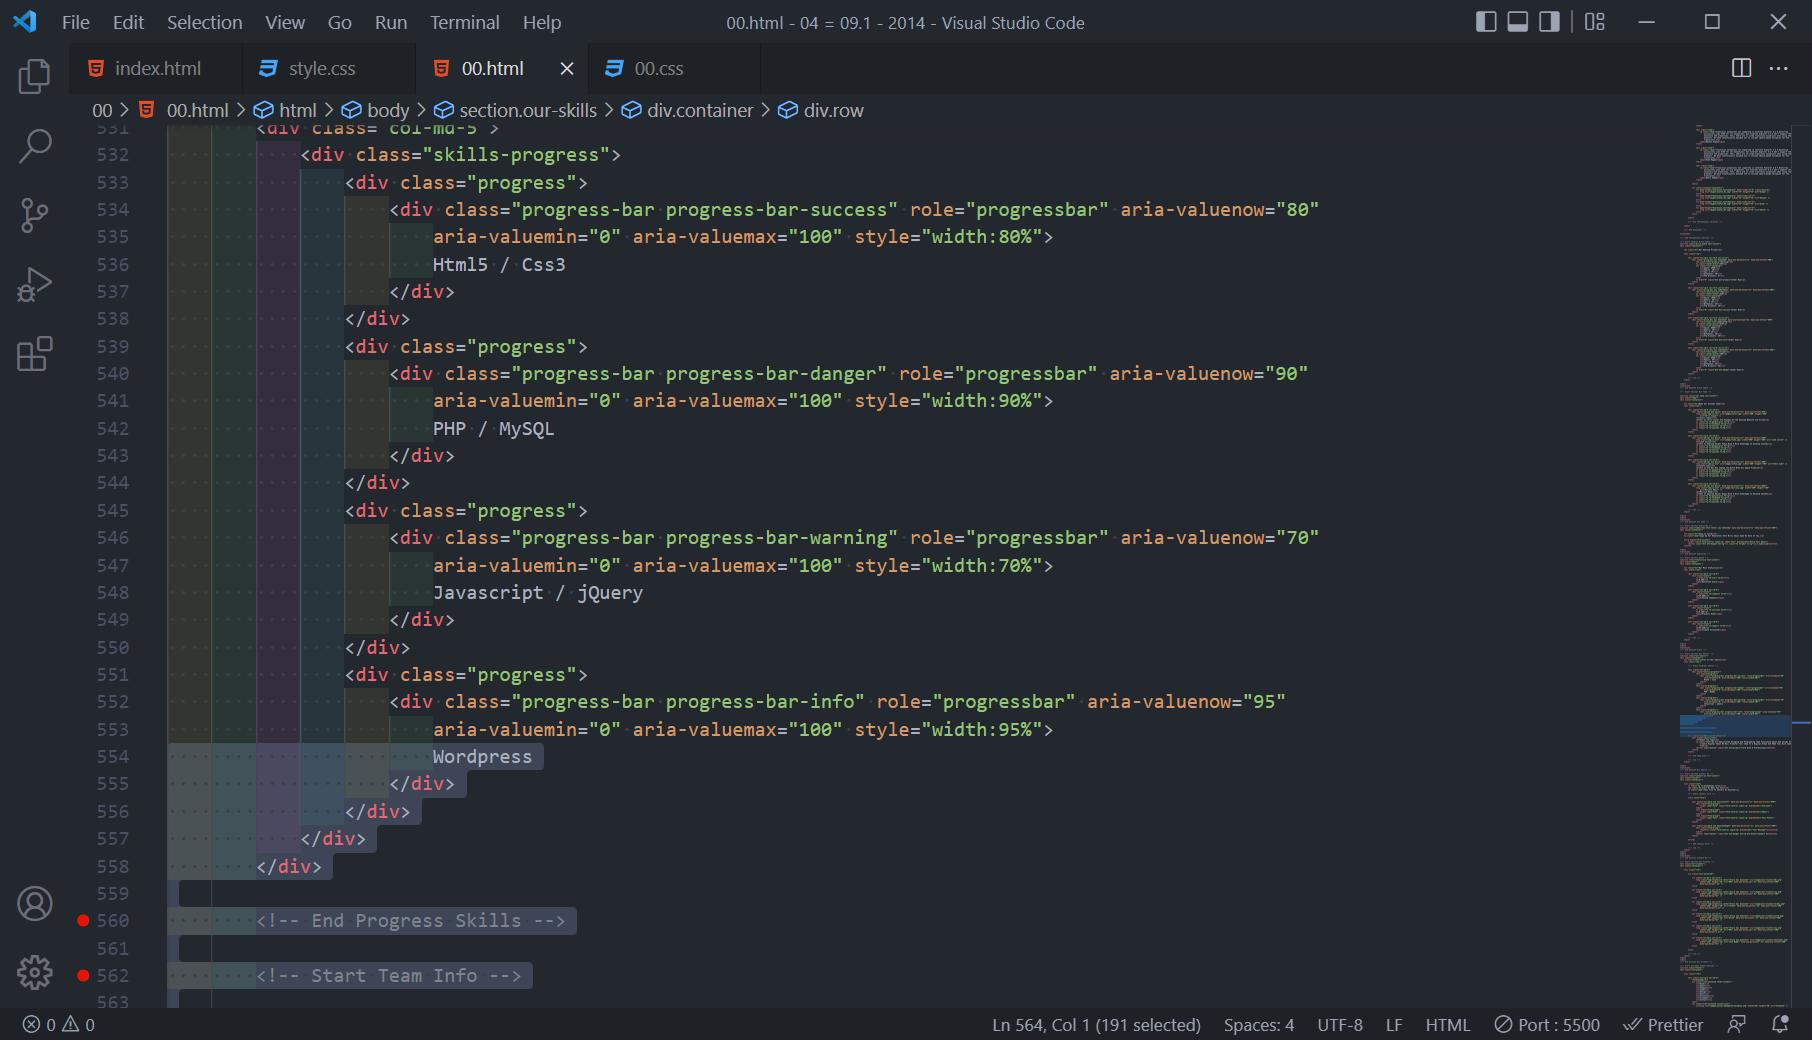 File Edit Selection View Go Run Terminal Help 00.html - 04 = 09.1 - 2014 - Visual Studio Code
index.html style.css 00.html 00.css
00 > 00.html > html > body > section.our-skills > div.container > div.row
531 <div class="col-md-5">
532 <div class="skills-progress">
533 <div class="progress">
534 <div class="progress-bar progress-bar-success" role="progressbar" aria-valuenow="80"
535 aria-valuemin="0" aria-valuemax="100" style="width:80%">
536 Html5 / Css3
537 </div>
538 </div>
539 <div class="progress">
540 <div class="progress-bar progress-bar-danger" role="progressbar" aria-valuenow="90"
541 aria-valuemin="0" aria-valuemax="100" style="width:90%">
542 PHP / MySQL
543 </div>
544 </div>
545 <div class="progress">
546 <div class="progress-bar progress-bar-warning" role="progressbar" aria-valuenow="70"
547 aria-valuemin="0" aria-valuemax="100" style="width:70%">
548 Javascript / jQuery
549 </div>
550 </div>
551 <div class="progress">
552 <div class="progress-bar progress-bar-info" role="progressbar" aria-valuenow="95"
553 aria-valuemin="0" aria-valuemax="100" style="width:95%">
554 Wordpress
555 </div>
556 </div>
557 </div>
558 </div>
559
560 <!-- End Progress Skills -->
561
562 <!-- Start Team Info -->
563
0 0 Ln 564, Col 1 (191 selected) Spaces: 4 UTF-8 LF HTML Port : 5500 Prettier